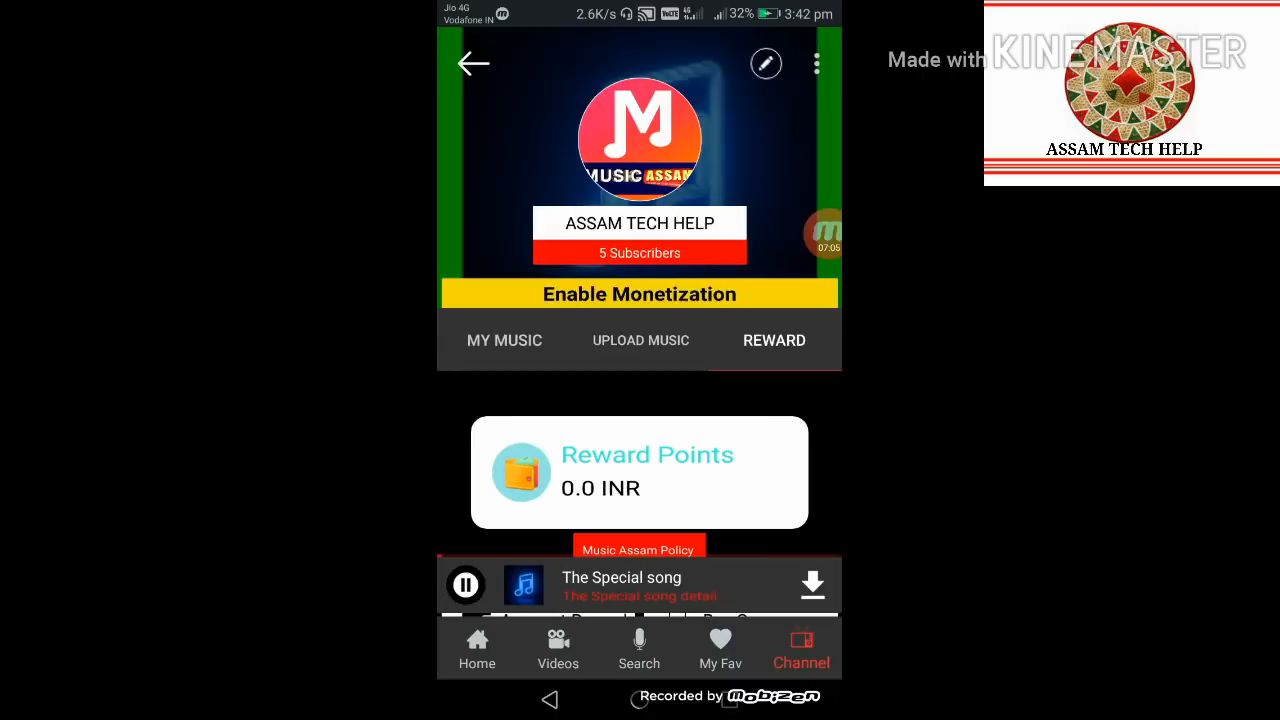 Jio 4G
Vodafone IN
2.6K/s
VoLTE
4G
32%
3:42 pm
Made with KINEMASTER
ASSAM TECH HELP
M
MUSIC ASSAM
ASSAM TECH HELP
5 Subscribers
07:05
Enable Monetization
MY MUSIC
UPLOAD MUSIC
REWARD
Reward Points
0.0 INR
Music Assam Policy
The Special song
The Special song detail
Home
Videos
Search
My Fav
Channel
Recorded by Mobizen